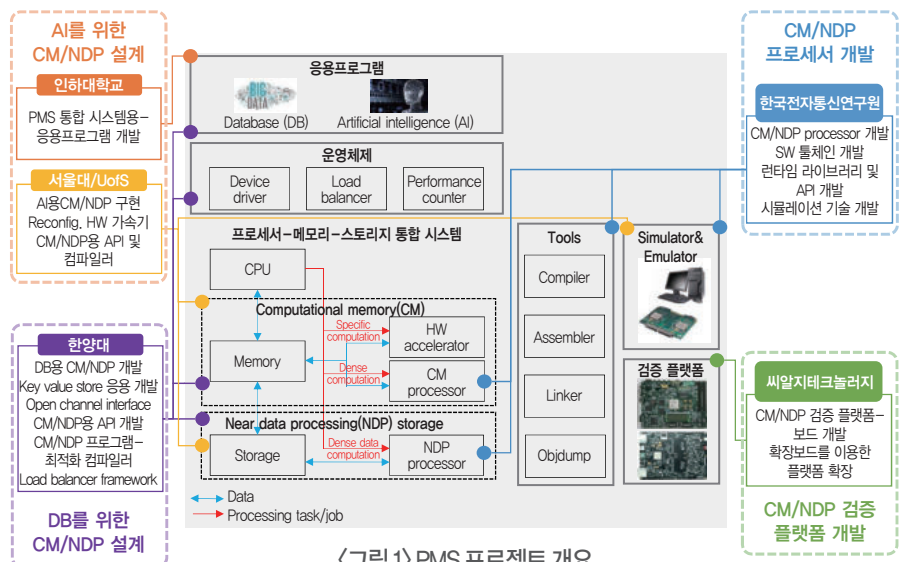 AI를 위한
CM/NDP 설계
인하대학교
PMS 통합 시스템용-
응용프로그램 개발
서울대/UofS
AI용CM/NDP 구현
Reconfig. HW 가속기
CM/NDP용 API 및
컴파일러
한양대
DB용 CM/NDP 개발
Key value store 응용 개발
Open channel interface
CM/NDP용 API 개발
CM/NDP 프로그램-
최적화 컴파일러
Load balancer framework
DB를 위한
CM/NDP 설계
응용프로그램
BIG
DATA
Database (DB)
Artificial intelligence (AI)
운영체제
Device
driver
Load
balancer
Performance
counter
프로세서-메모리-스토리지 통합 시스템
CPU
Computational memory(CM)
Memory
Specific
computation
HW
accelerator
Dense
computation
CM
processor
Near data processing(NDP) storage
Storage
Dense data
computation
NDP
processor
Data
Processing task/job
Tools
Compiler
Assembler
Linker
Objdump
Simulator&
Emulator
검증 플랫폼
CM/NDP
프로세서 개발
한국전자통신연구원
CM/NDP processor 개발
SW 툴체인 개발
런타임 라이브러리 및
API 개발
시뮬레이션 기술 개발
씨알지테크놀러지
CM/NDP 검증 플랫폼-
보드 개발
확장보드를 이용한
플랫폼 확장
CM/NDP 검증
플랫폼 개발
〈그림 1〉 PMS 프로젝트 개요